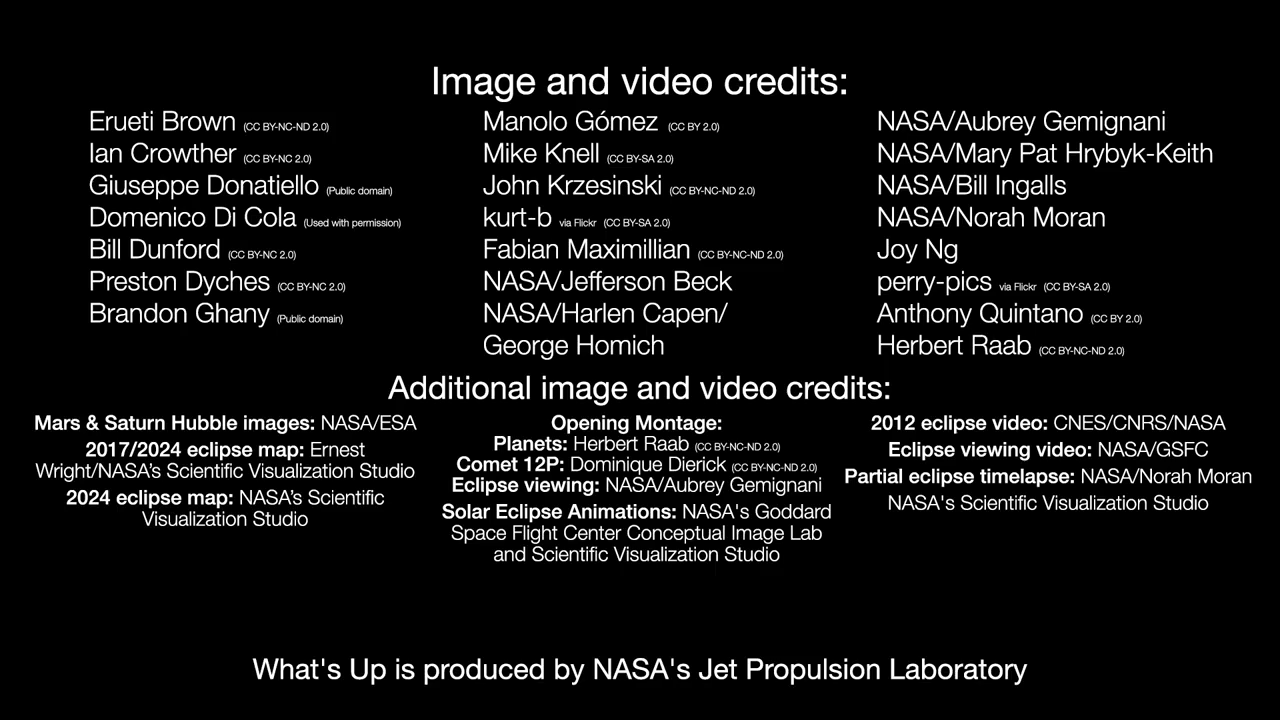 Image and video credits:
Erueti Brown (CC BY-NC-ND 2.0)
Ian Crowther (CC BY-NC 2.0)
Giuseppe Donatiello (Public domain)
Domenico Di Cola (Used with permission)
Bill Dunford (CC BY-NC 2.0)
Preston Dyches (CC BY-NC 2.0)
Brandon Ghany (Public domain)
Manolo Gómez (CC BY 2.0)
Mike Knell (CC BY-SA 2.0)
John Krzesinski (CC BY-NC-ND 2.0)
kurt-b via Flickr (CC BY-SA 2.0)
Fabian Maximillian (CC BY-NC-ND 2.0)
NASA/Jefferson Beck
NASA/Harlen Capen/
George Homich
NASA/Aubrey Gemignani
NASA/Mary Pat Hrybyk-Keith
NASA/Bill Ingalls
NASA/Norah Moran
Joy Ng
perry-pics via Flickr (CC BY-SA 2.0)
Anthony Quintano (CC BY 2.0)
Herbert Raab (CC BY-NC-ND 2.0)
Additional image and video credits:
Mars & Saturn Hubble images: NASA/ESA
2017/2024 eclipse map: Ernest
Wright/NASA's Scientific Visualization Studio
2024 eclipse map: NASA's Scientific
Visualization Studio
Opening Montage:
Planets: Herbert Raab (CC BY-NC-ND 2.0)
Comet 12P: Dominique Dierick (CC BY-NC-ND 2.0)
Eclipse viewing: NASA/Aubrey Gemignani
Solar Eclipse Animations: NASA's Goddard
Space Flight Center Conceptual Image Lab
and Scientific Visualization Studio
2012 eclipse video: CNES/CNRS/NASA
Eclipse viewing video: NASA/GSFC
Partial eclipse timelapse: NASA/Norah Moran
NASA's Scientific Visualization Studio
What's Up is produced by NASA's Jet Propulsion Laboratory